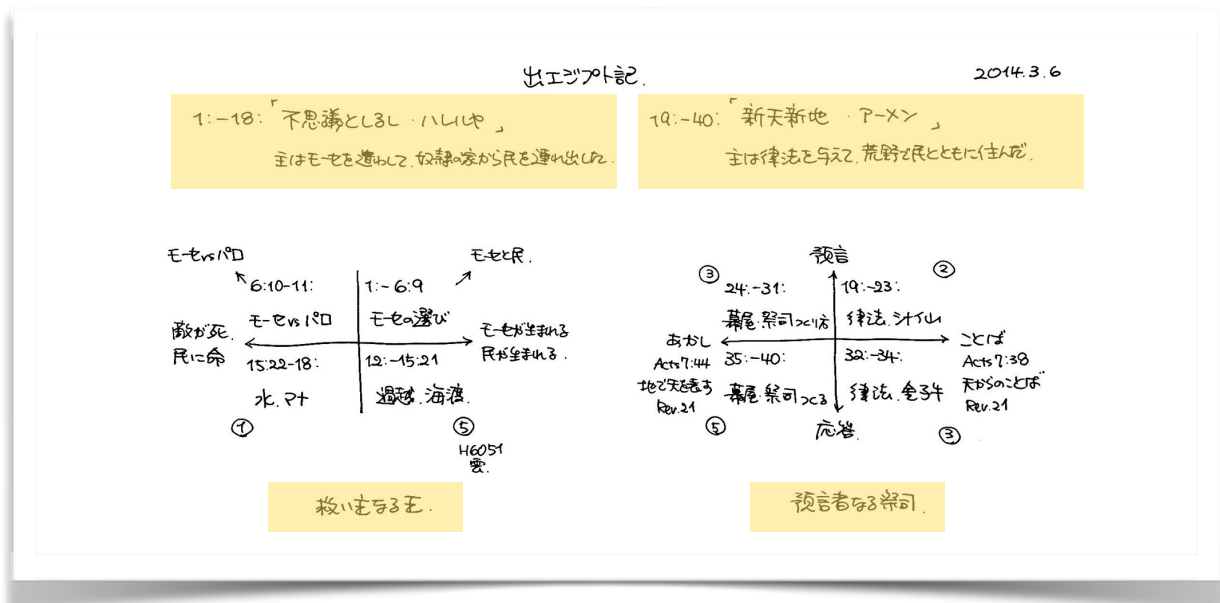 出エジプト記.
2014.3.6
1:-18:「不思議としるし・ハレルヤ」
主はモーセを遣わして、奴隷の家から民を連れ出した.
19:-40:「新天新地・アーメン」
主は律法を与えて、荒野で民とともに住んだ.
モーセvsパロ
モーセと民.
6:10-11:
1:-6:9
モーセvsパロ
モーセの選び
敵が死.
民に命
モーセが生まれる
民が生まれる.
15:22-18:
12:-15:21
水.マナ
過越.海渡.
①
⑤
H6051
雲.
救い主なる王.
預言
③
②
24:-31:
19:-23:
幕屋.祭司つくり方
律法.シナイ山
あかし
Acts7:44
地で天を表す
Rev.21
ことば
Acts7:38
天からのことば
Rev.21
35:-40:
32:-34:
幕屋.祭司つくる
律法.金子牛
⑤
応答.
③
預言者なる祭司.